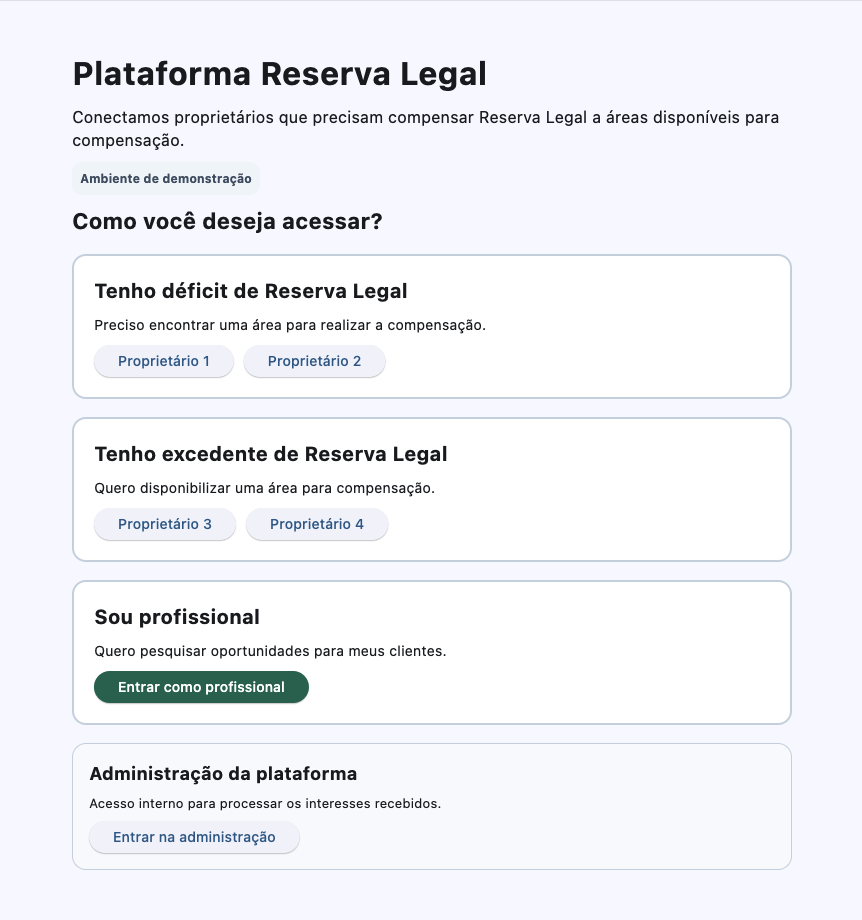 Plataforma Reserva Legal
Conectamos proprietários que precisam compensar Reserva Legal a áreas disponíveis para
compensação.
Ambiente de demonstração
Como você deseja acessar?
Tenho déficit de Reserva Legal
Preciso encontrar uma área para realizar a compensação.
Proprietário 1 Proprietário 2
Tenho excedente de Reserva Legal
Quero disponibilizar uma área para compensação.
Proprietário 3 Proprietário 4
Sou profissional
Quero pesquisar oportunidades para meus clientes.
Entrar como profissional
Administração da plataforma
Acesso interno para processar os interesses recebidos.
Entrar na administração